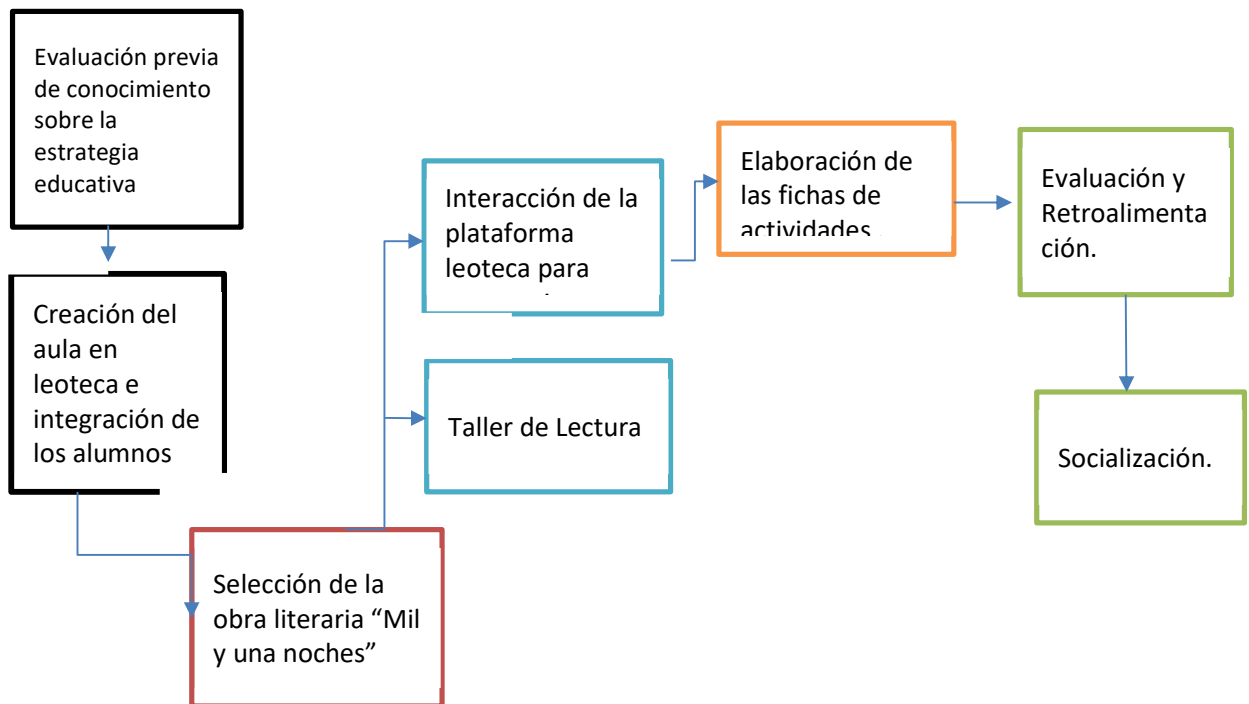 Evaluación previa
de conocimiento
sobre la
estrategia
educativa
Creación del
aula en
leoteca e
integración de
los alumnos
Selección de la
obra literaria “Mil
y una noches”
Interacción de la
plataforma
leoteca para
Taller de Lectura
Elaboración de
las fichas de
actividades.
Evaluación y
Retroalimenta
ción.
Socialización.